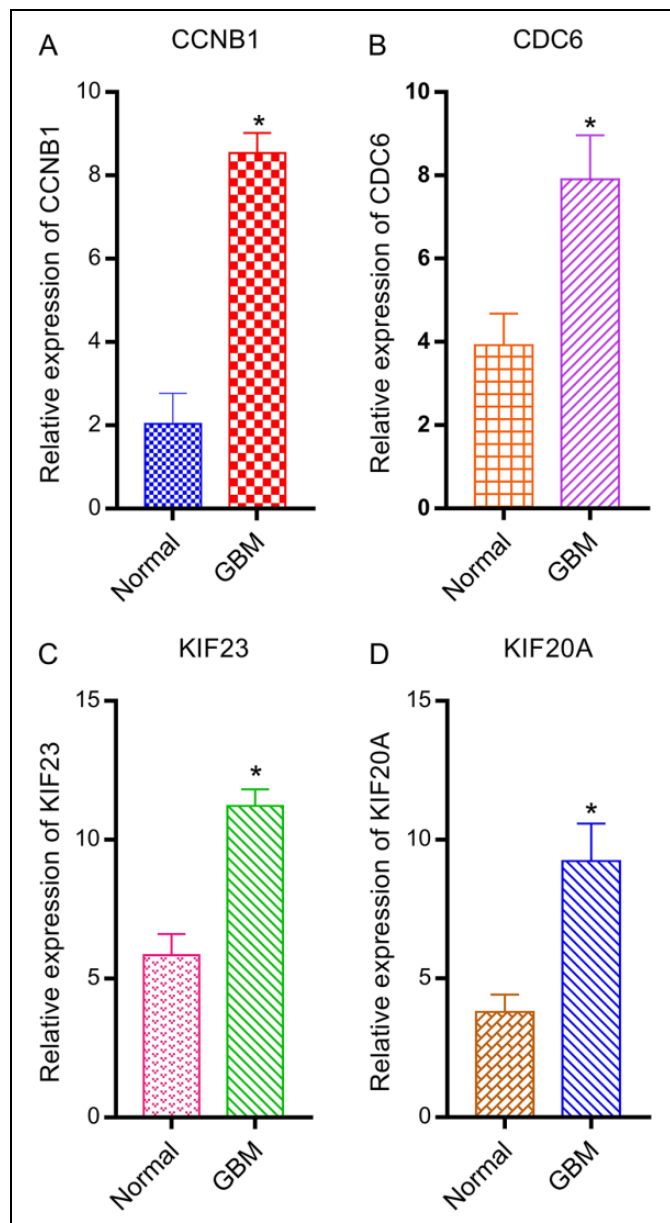 A CCNB1
Relative expression of CCNB1
10
8
6
4
2
0
*
Normal
GBM
B CDC6
Relative expression of CDC6
10
8
6
4
2
0
*
Normal
GBM
C KIF23
Relative expression of KIF23
15
10
5
0
*
Normal
GBM
D KIF20A
Relative expression of KIF20A
15
10
5
0
*
Normal
GBM